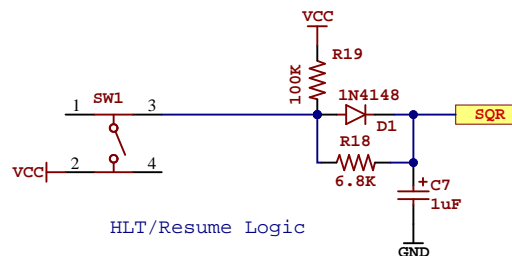 VCC
R19
100K
1N4148
SW1
1
3
D1
SQR
R18
VCC
2
4
6.8K
+
C7
1uF
HLT/Resume Logic
GND